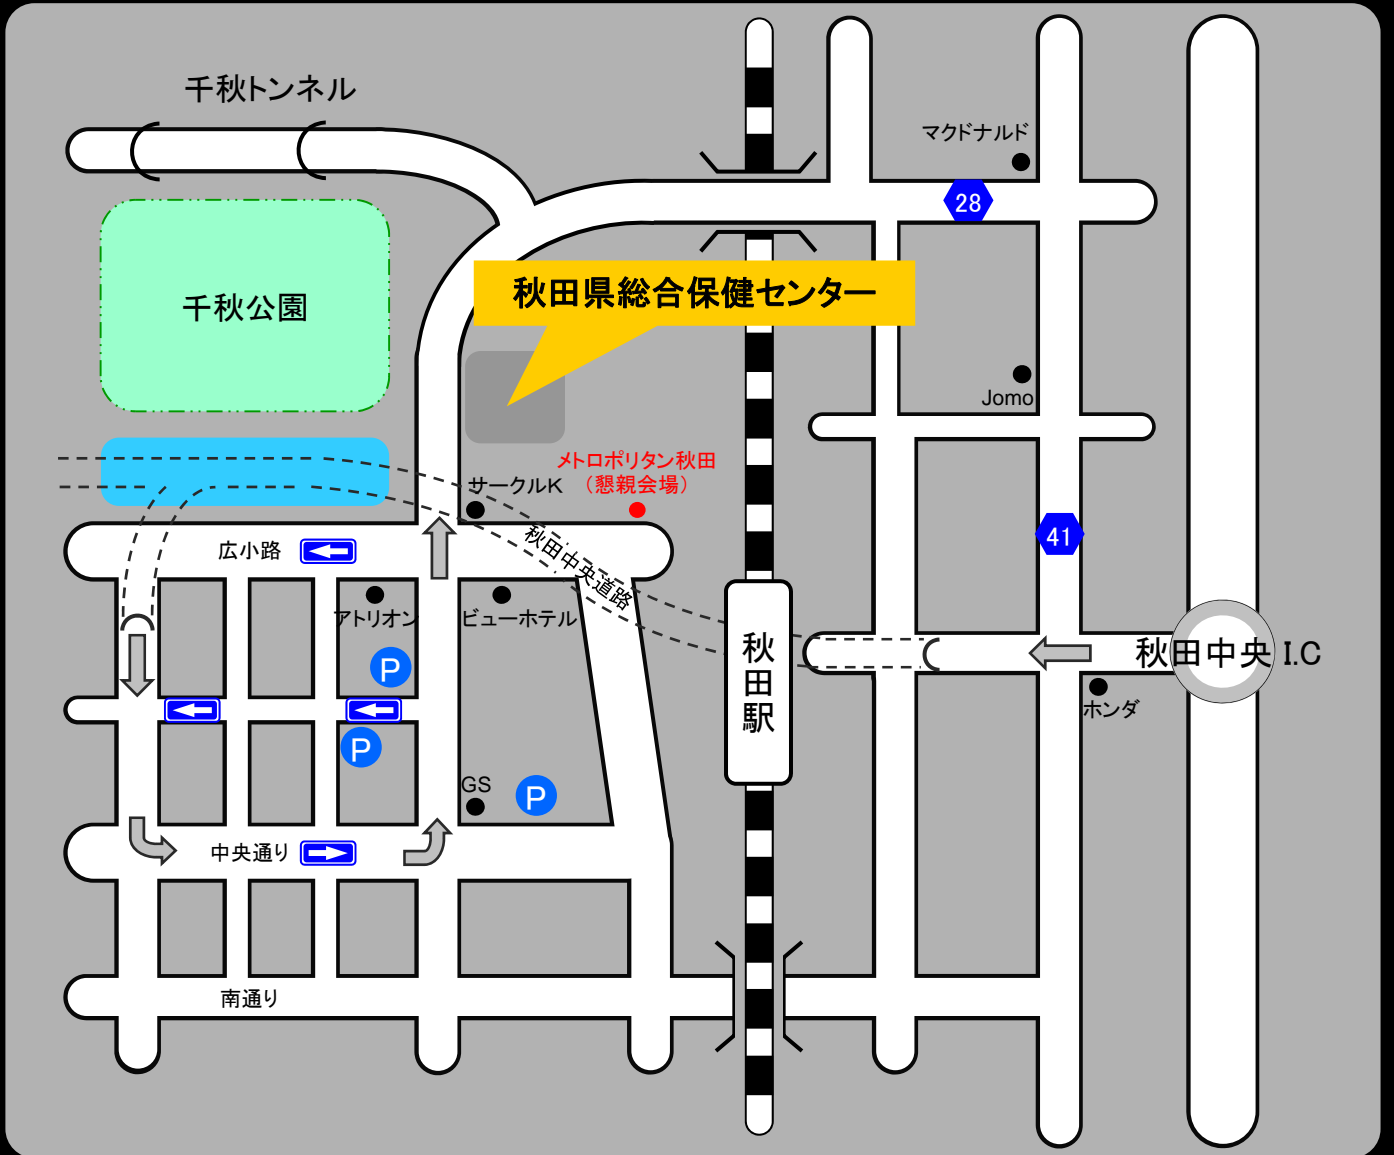 千秋トンネル
マクドナルド
28
秋田県総合保健センター
千秋公園
Jomo
メトロポリタン秋田
（懇親会場）
サークルK
41
広小路
秋田中央道路
アトリオン
ビューホテル
秋田駅
秋田中央 I.C
P
ホンダ
P
GS
P
中央通り
南通り